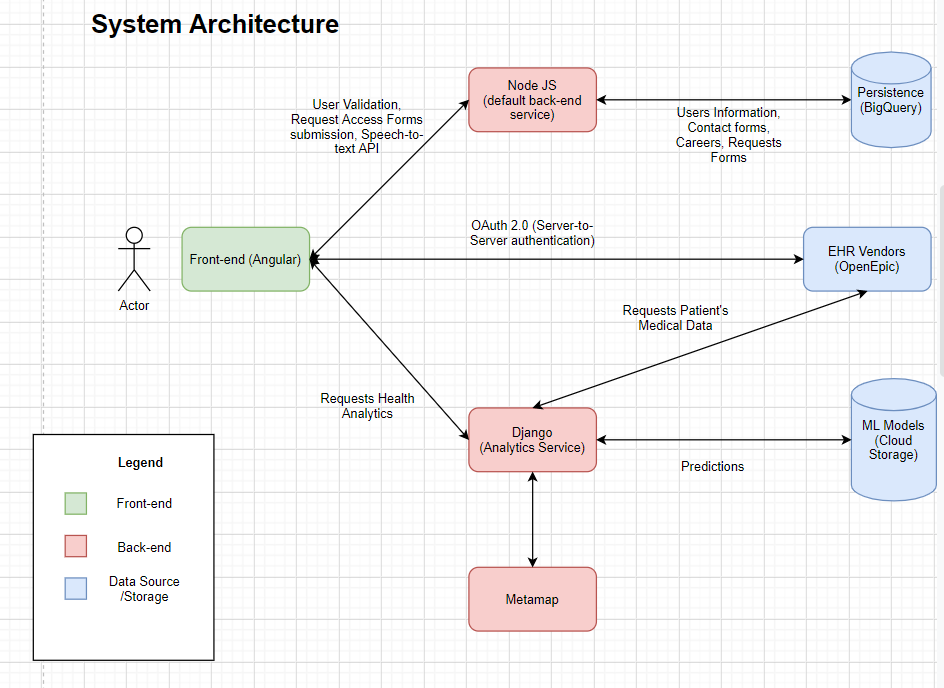 System Architecture
Node JS
(default back-end
service)
Persistence
(BigQuery)
User Validation,
Request Access Forms
submission, Speech-to-
text API
Users Information,
Contact forms,
Careers, Requests
Forms
OAuth 2.0 (Server-to-
Server authentication)
Actor
Front-end (Angular)
EHR Vendors
(OpenEpic)
Requests Patient's
Medical Data
Requests Health
Analytics
Django
(Analytics Service)
ML Models
(Cloud
Storage)
Predictions
Metamap
Legend
Front-end
Back-end
Data Source
/Storage